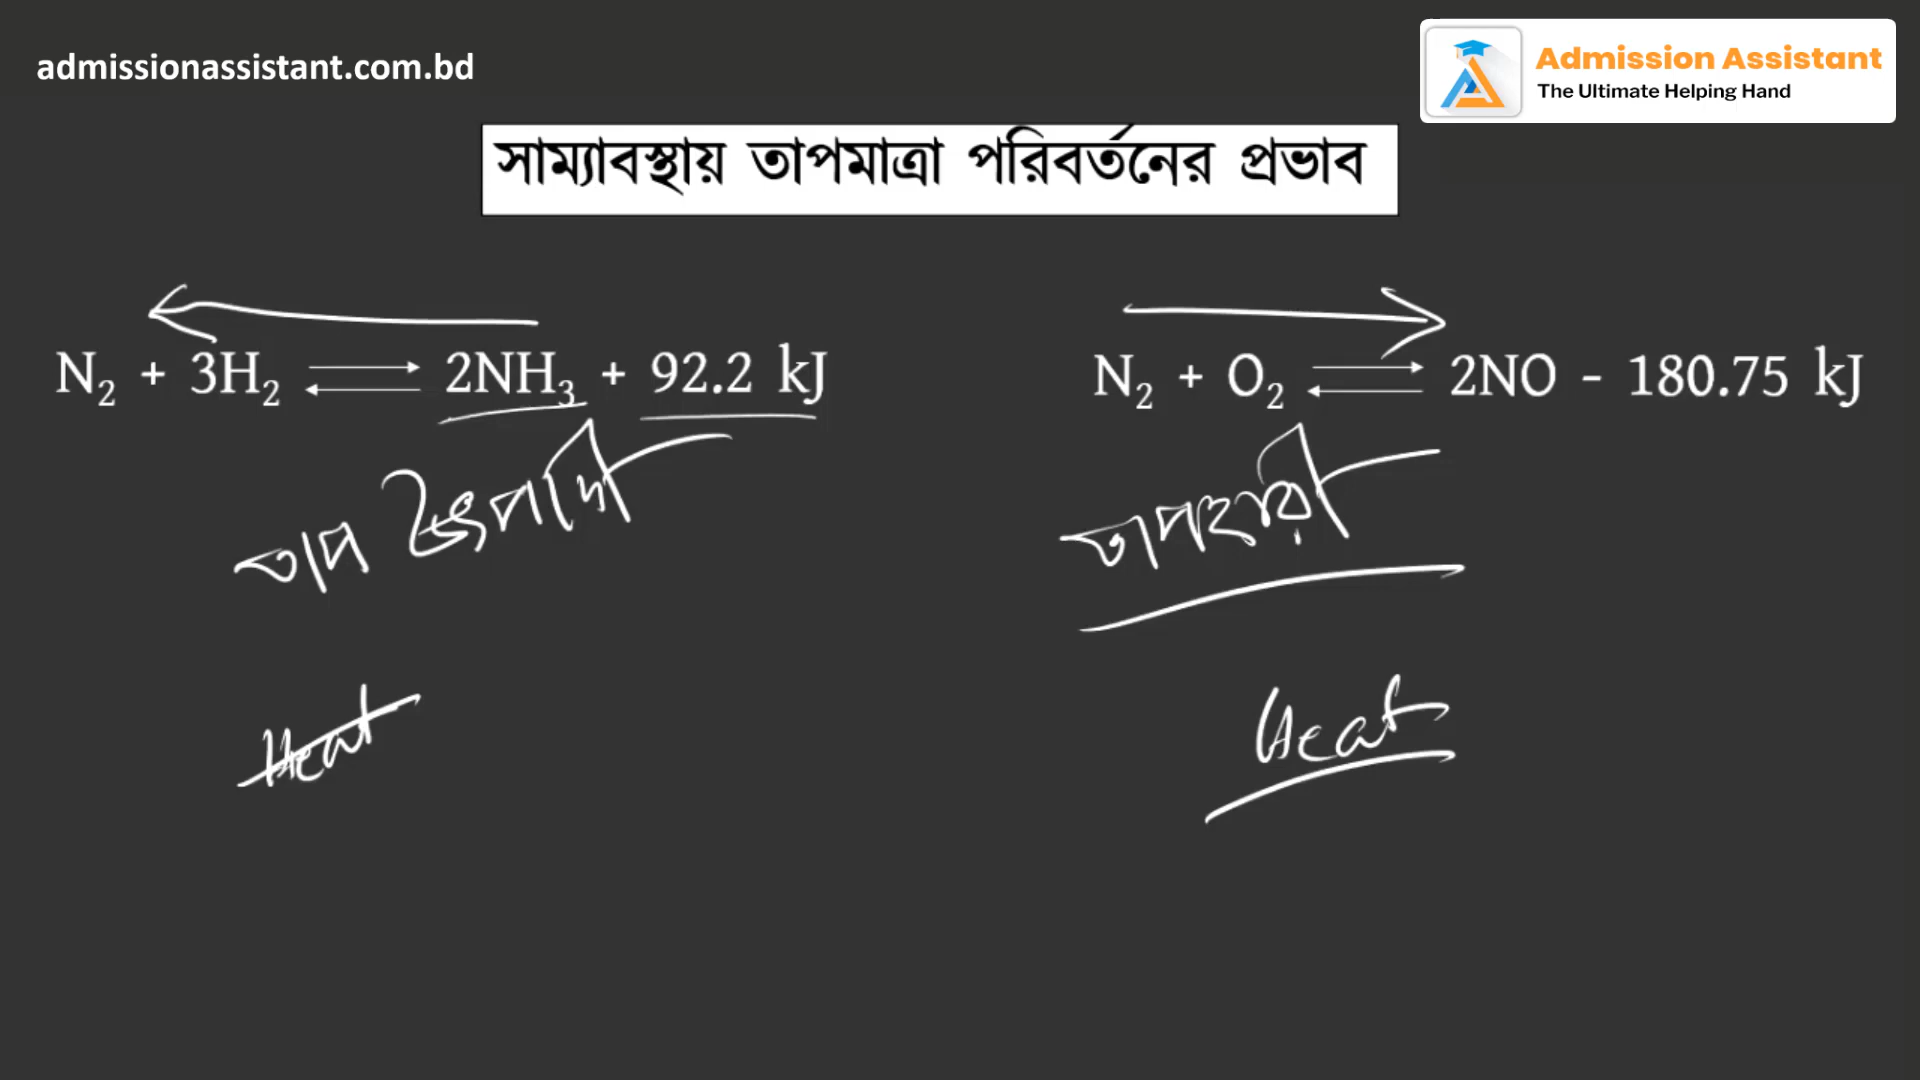 admissionassistant.com.bd
Admission Assistant
The Ultimate Helping Hand
সাম্যাবস্থায় তাপমাত্রা পরিবর্তনের প্রভাব
N₂ + 3H₂ ⇌ 2NH₃ + 92.2 kJ
N₂ + O₂ ⇌ 2NO - 180.75 kJ
তাপ উৎপাদী
তাপহারী
Heat
Heat